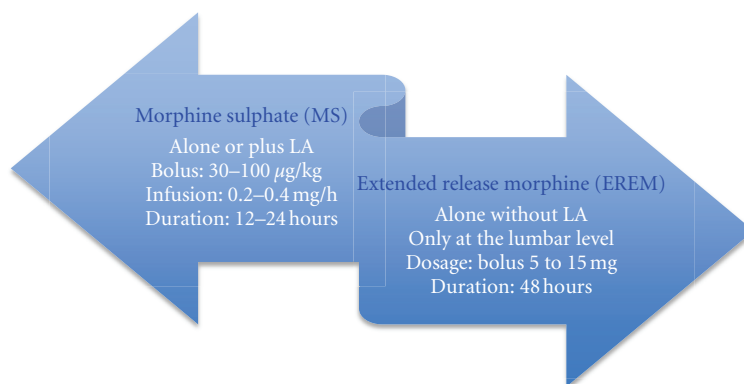 Morphine sulphate (MS)
Alone or plus LA
Bolus: 30–100 μg/kg
Infusion: 0.2–0.4 mg/h
Duration: 12–24 hours
Extended release morphine (EREM)
Alone without LA
Only at the lumbar level
Dosage: bolus 5 to 15 mg
Duration: 48 hours